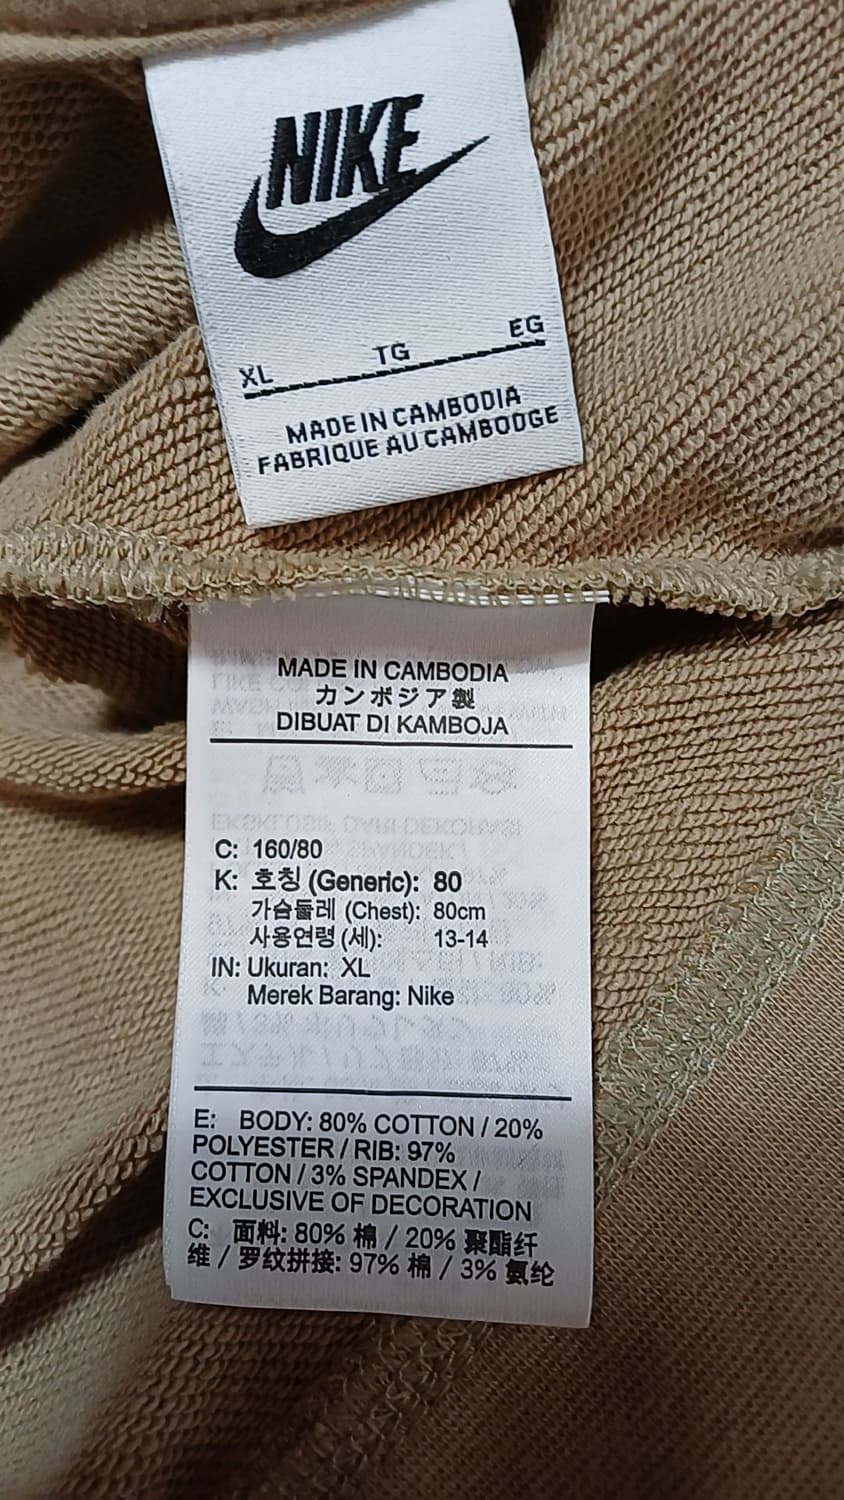 NIKE
XL TG EG
MADE IN CAMBODIA
FABRIQUE AU CAMBODGE
MADE IN CAMBODIA
カンボジア製
DIBUAT DI KAMBOJA
C: 160/80
K: 호칭 (Generic): 80
가슴둘레 (Chest): 80cm
사용연령 (세): 13-14
IN: Ukuran: XL
Merek Barang: Nike
E: BODY: 80% COTTON / 20%
POLYESTER / RIB: 97%
COTTON / 3% SPANDEX /
EXCLUSIVE OF DECORATION
C: 面料: 80% 棉 / 20% 聚酯纤
维 / 罗纹拼接: 97% 棉 / 3% 氨纶